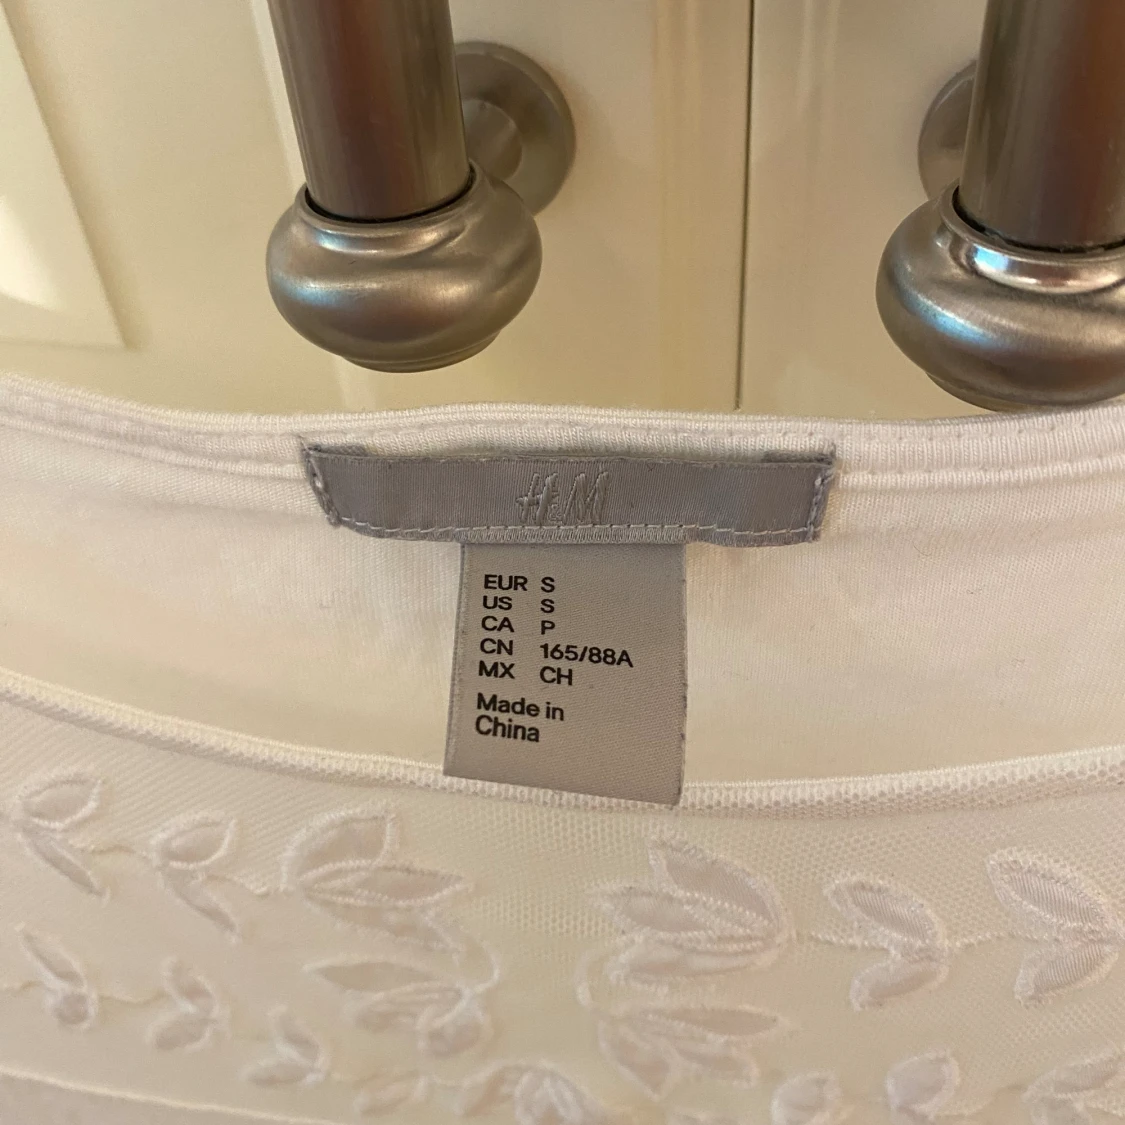 H&M
EUR S
US S
CA P
CN 165/88A
MX CH
Made in
China